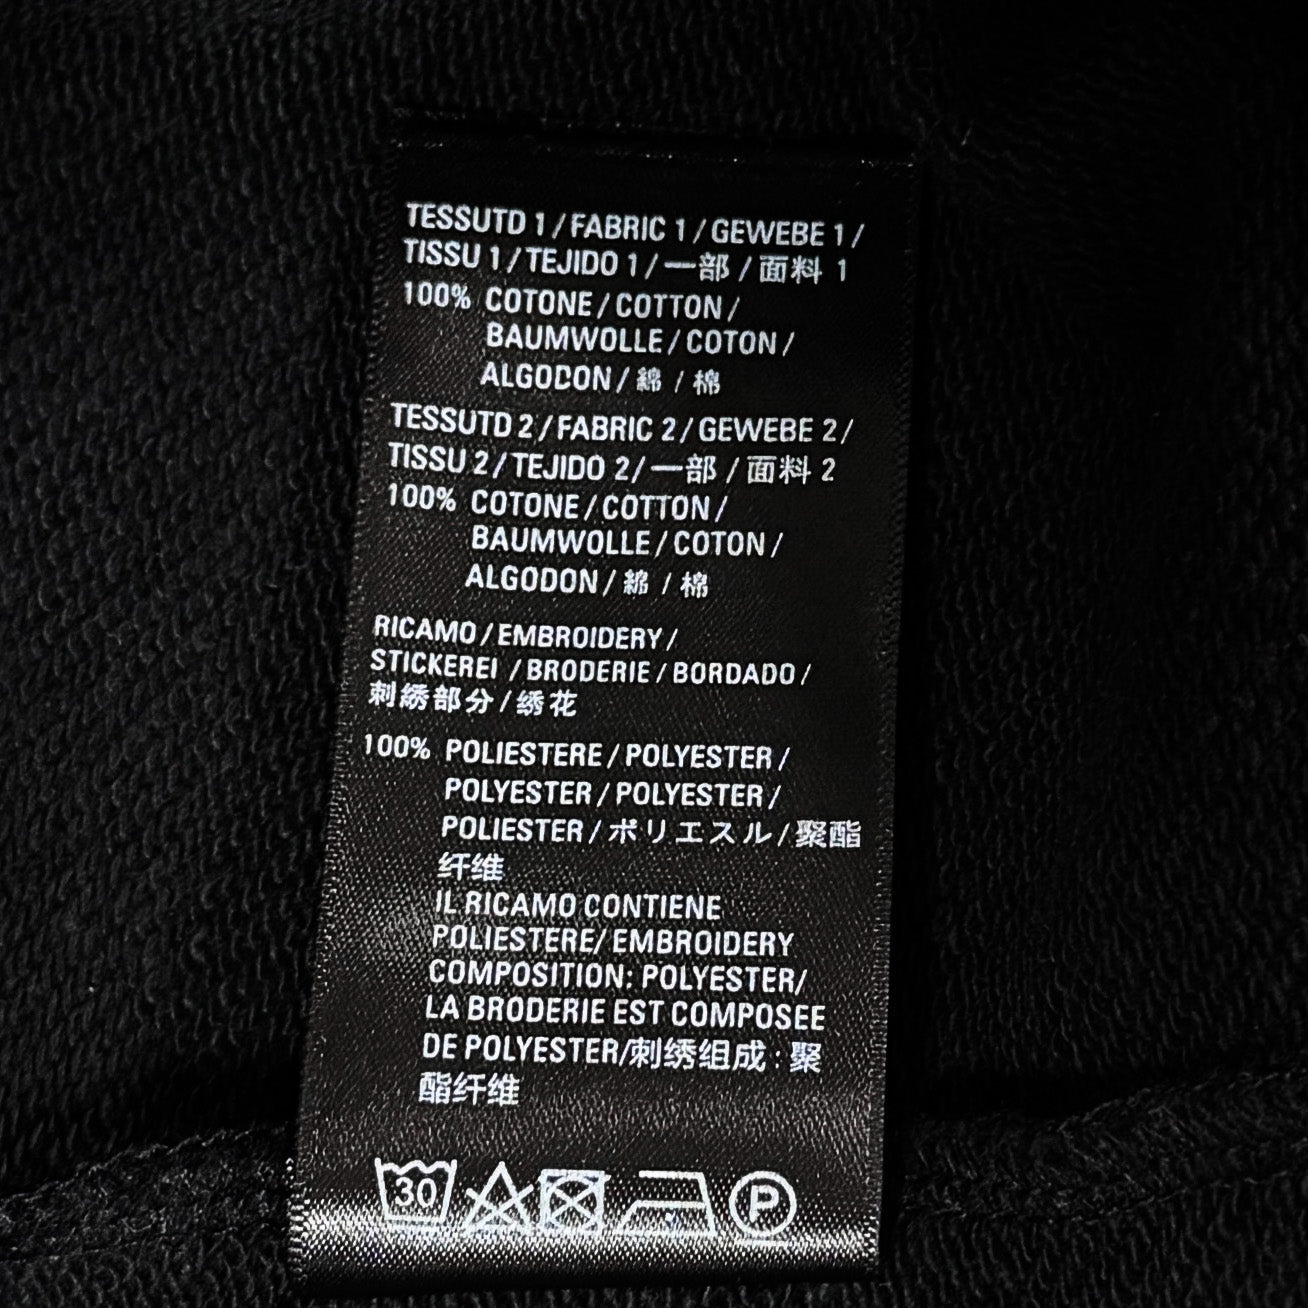 TESSUTD 1 / FABRIC 1 / GEWEBE 1 /
TISSU 1 / TEJIDO 1 / 一部 / 面料 1
100% COTONE / COTTON /
BAUMWOLLE / COTON /
ALGODON / 綿 / 棉
TESSUTD 2 / FABRIC 2 / GEWEBE 2 /
TISSU 2 / TEJIDO 2 / 一部 / 面料 2
100% COTONE / COTTON /
BAUMWOLLE / COTON /
ALGODON / 綿 / 棉
RICAMO / EMBROIDERY /
STICKEREI / BRODERIE / BORDADO /
刺繡部分 / 绣花
100% POLIESTERE / POLYESTER /
POLYESTER / POLYESTER /
POLIESTER / ポリエスル / 聚酯
纤维
IL RICAMO CONTIENE
POLIESTERE/ EMBROIDERY
COMPOSITION: POLYESTER/
LA BRODERIE EST COMPOSEE
DE POLYESTER/刺绣组成 : 聚
酯纤维
30 P